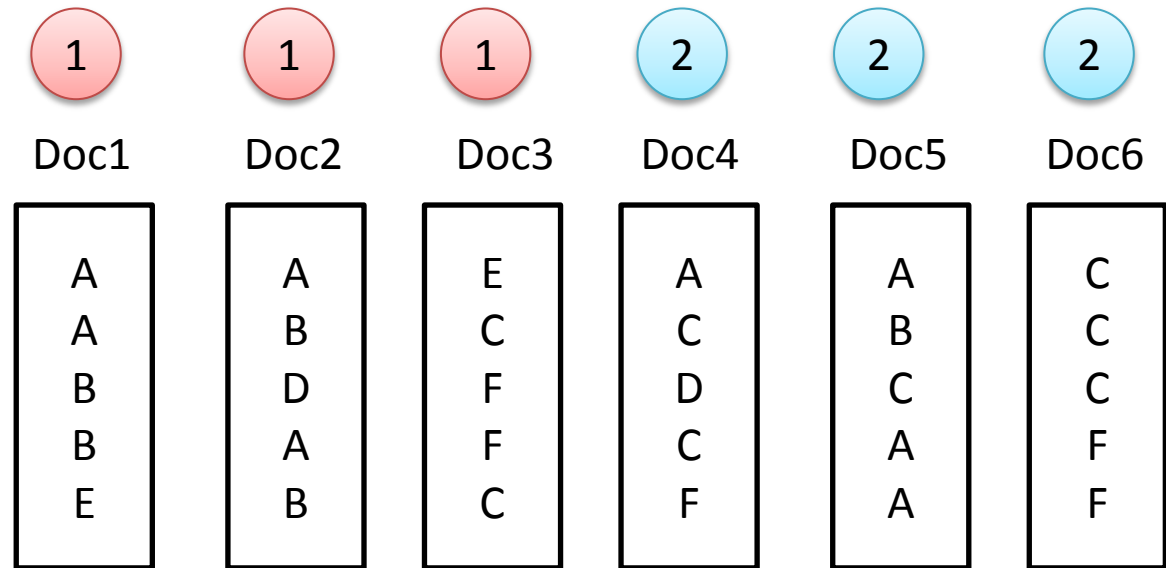 1 1 1 2 2 2
Doc1 Doc2 Doc3 Doc4 Doc5 Doc6
A A E A A C
A B C C B C
B D F D C C
B A F C A F
E B C F A F